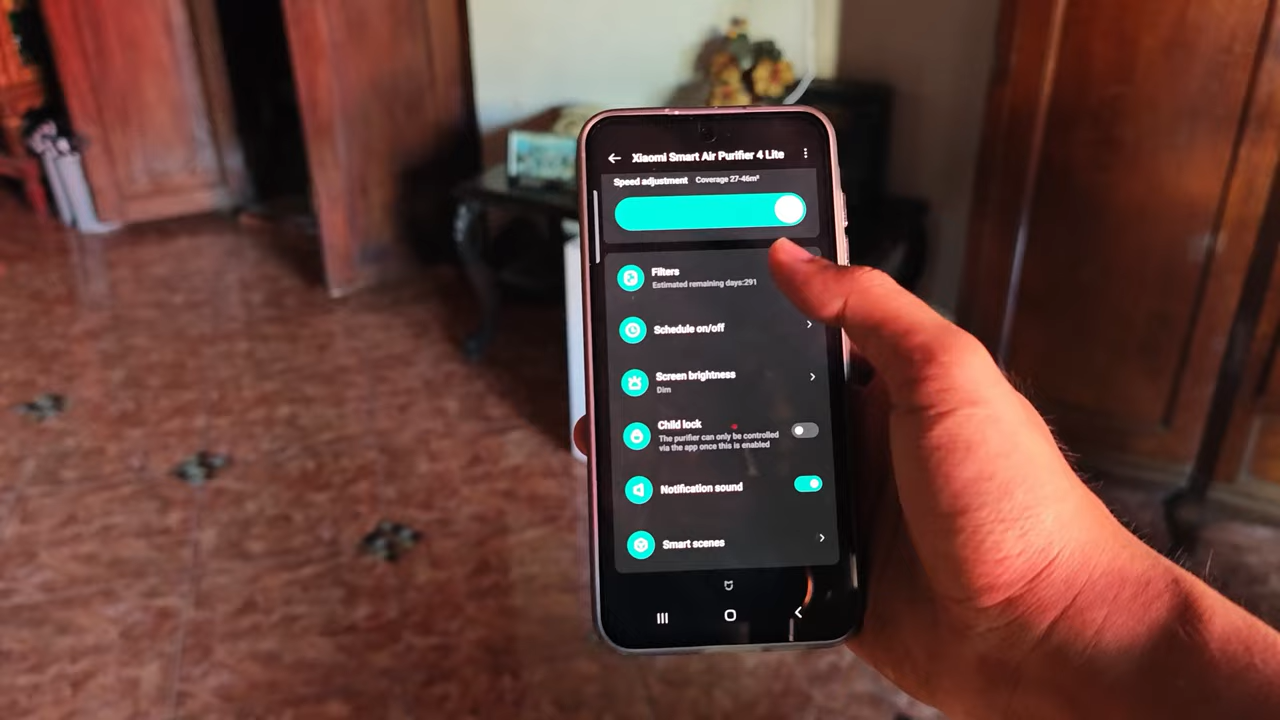 Xiaomi Smart Air Purifier 4 Lite
Speed adjustment Coverage 27-46m²
Filters
Estimated remaining days:291
Schedule on/off
Screen brightness
Dim
Child lock
The purifier can only be controlled
via the app once this is enabled
Notification sound
Smart scenes